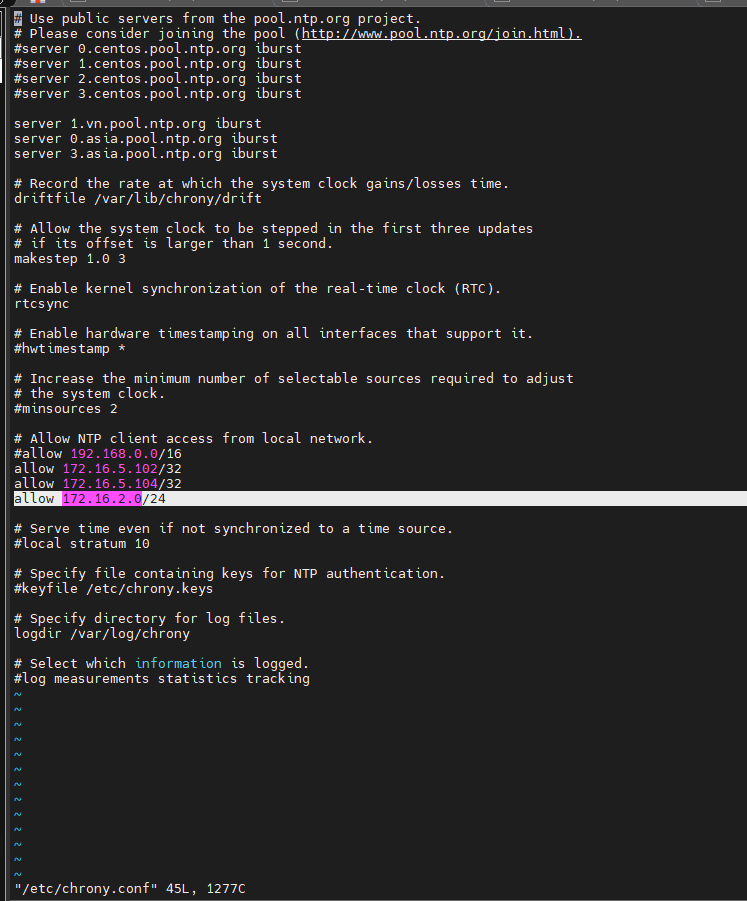 # Use public servers from the pool.ntp.org project.
# Please consider joining the pool (http://www.pool.ntp.org/join.html).
#server 0.centos.pool.ntp.org iburst
#server 1.centos.pool.ntp.org iburst
#server 2.centos.pool.ntp.org iburst
#server 3.centos.pool.ntp.org iburst

server 1.vn.pool.ntp.org iburst
server 0.asia.pool.ntp.org iburst
server 3.asia.pool.ntp.org iburst

# Record the rate at which the system clock gains/losses time.
driftfile /var/lib/chrony/drift

# Allow the system clock to be stepped in the first three updates
# if its offset is larger than 1 second.
makestep 1.0 3

# Enable kernel synchronization of the real-time clock (RTC).
rtcsync

# Enable hardware timestamping on all interfaces that support it.
#hwtimestamp *

# Increase the minimum number of selectable sources required to adjust
# the system clock.
#minsources 2

# Allow NTP client access from local network.
#allow 192.168.0.0/16
allow 172.16.5.102/32
allow 172.16.5.104/32
allow 172.16.2.0/24

# Serve time even if not synchronized to a time source.
#local stratum 10

# Specify file containing keys for NTP authentication.
#keyfile /etc/chrony.keys

# Specify directory for log files.
logdir /var/log/chrony

# Select which information is logged.
#log measurements statistics tracking
~
~
~
~
~
~
~
~
~
~
~
~
~
"/etc/chrony.conf" 45L, 1277C